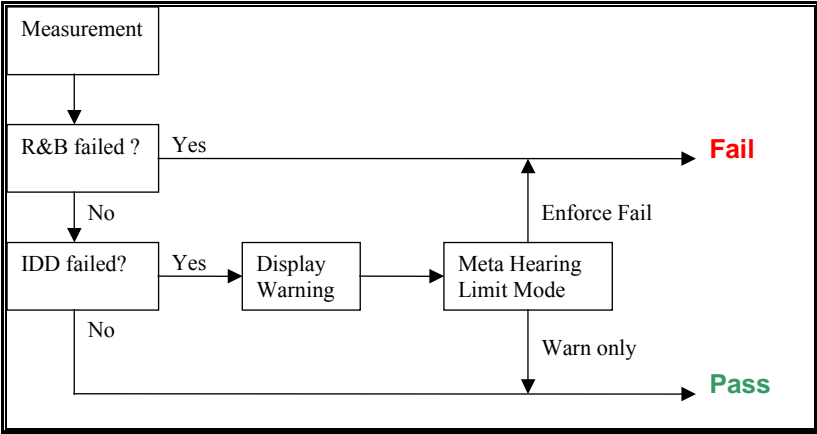 Measurement
R&B failed ?
Yes
Fail
No
Enforce Fail
IDD failed?
Yes
Display
Warning
Meta Hearing
Limit Mode
No
Warn only
Pass